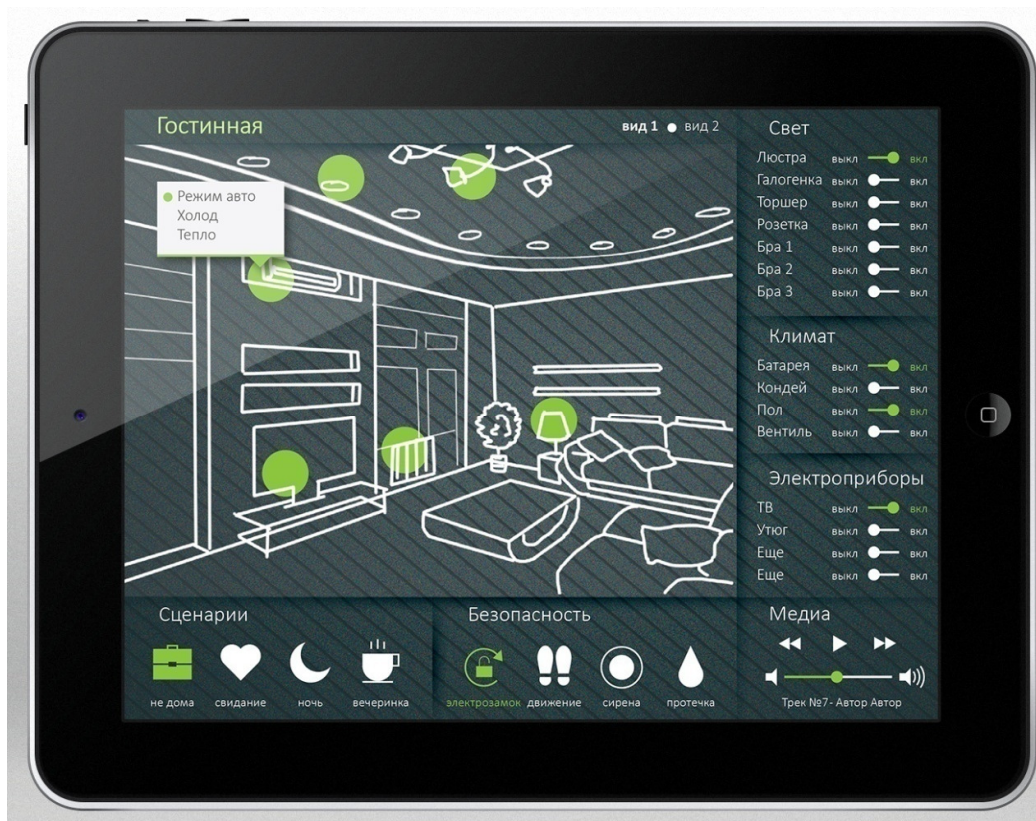 Гостинная
вид 1 вид 2
Режим авто
Холод
Тепло
Свет
Люстра выкл вкл
Галогенка выкл вкл
Торшер выкл вкл
Розетка выкл вкл
Бра 1 выкл вкл
Бра 2 выкл вкл
Бра 3 выкл вкл
Климат
Батарея выкл вкл
Кондей выкл вкл
Пол выкл вкл
Вентиль выкл вкл
Электроприборы
ТВ выкл вкл
Утюг выкл вкл
Еще выкл вкл
Еще выкл вкл
Сценарии
не дома свидание ночь вечеринка
Безопасность
электрозамок движение сирена протечка
Медиа
Трек №7- Автор Автор